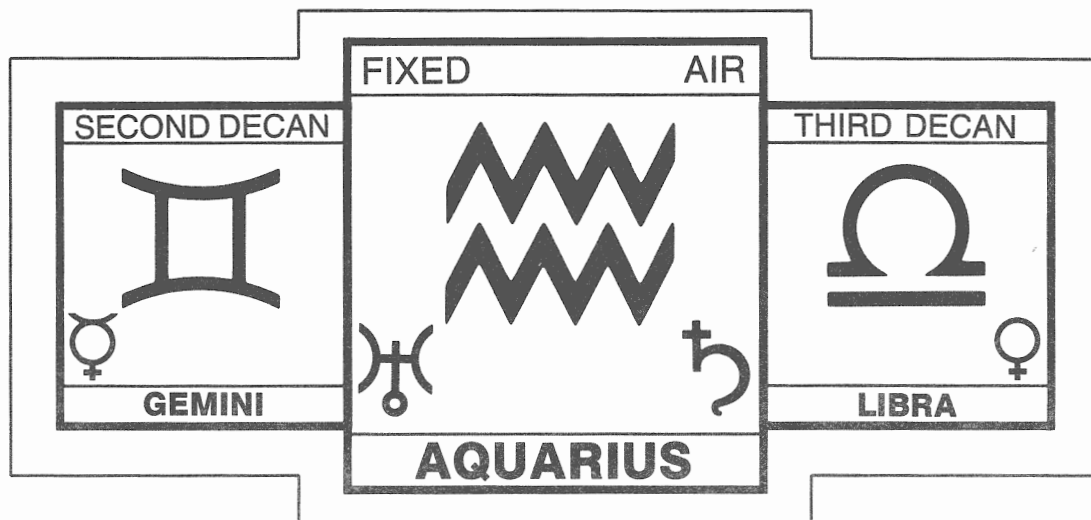 FIXED AIR
SECOND DECAN
THIRD DECAN
GEMINI
LIBRA
AQUARIUS